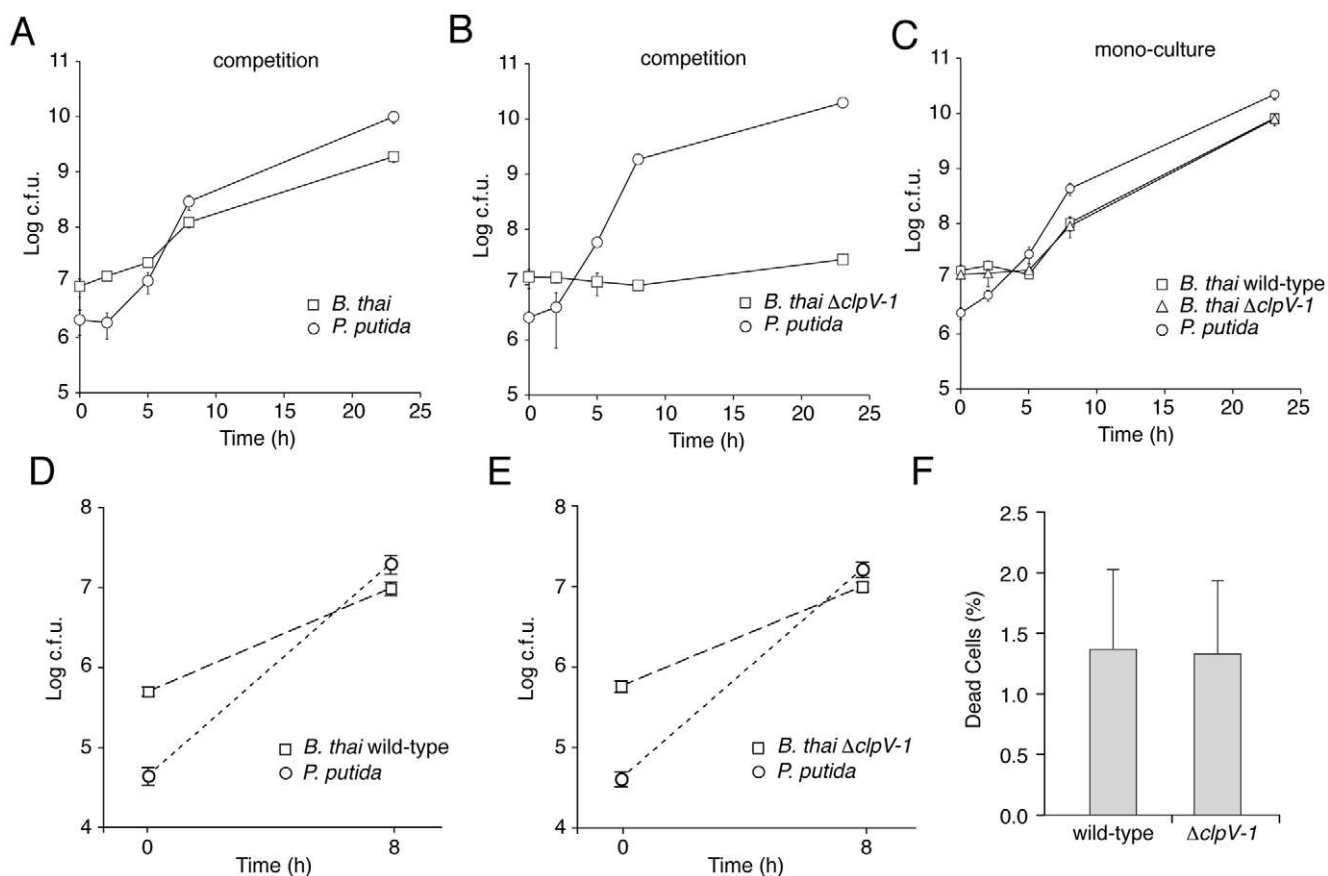 A
competition
11
10
9
8
7
6
5
Log c.f.u.
B. thai
P. putida
0 5 10 15 20 25
Time (h)
B
competition
11
10
9
8
7
6
5
Log c.f.u.
B. thai ΔclpV-1
P. putida
0 5 10 15 20 25
Time (h)
C
mono-culture
11
10
9
8
7
6
5
Log c.f.u.
B. thai wild-type
B. thai ΔclpV-1
P. putida
0 5 10 15 20 25
Time (h)
D
8
7
6
5
4
Log c.f.u.
B. thai wild-type
P. putida
0 8
Time (h)
E
8
7
6
5
4
Log c.f.u.
B. thai ΔclpV-1
P. putida
0 8
Time (h)
F
2.5
2.0
1.5
1.0
0.5
0.0
Dead Cells (%)
wild-type ΔclpV-1